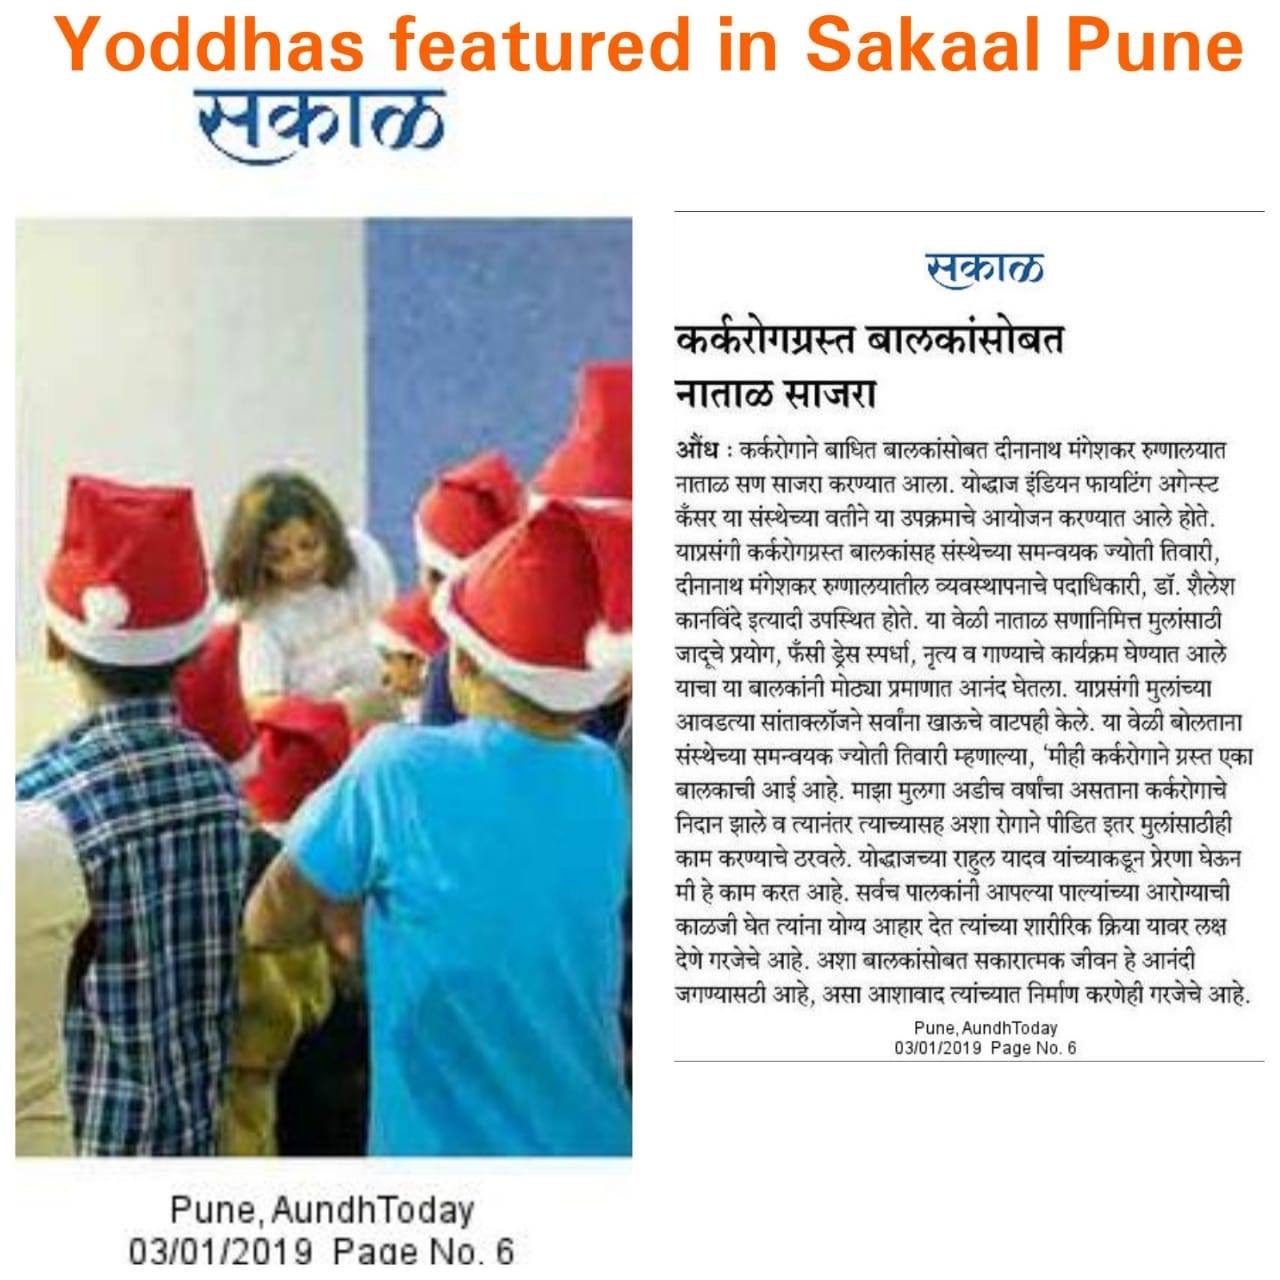 Yoddhas featured in Sakaal Pune
सकाळ
Pune, AundhToday
03/01/2019 Page No. 6
सकाळ
कर्करोगग्रस्त बालकांसोबत
नाताळ साजरा
औंध : कर्करोगाने बाधित बालकांसोबत दीनानाथ मंगेशकर रुग्णालयात
नाताळ सण साजरा करण्यात आला. योद्धाज इंडियन फायटिंग अगेन्स्ट
कँसर या संस्थेच्या वतीने या उपक्रमाचे आयोजन करण्यात आले होते.
याप्रसंगी कर्करोगग्रस्त बालकांसह संस्थेच्या समन्वयक ज्योती तिवारी,
दीनानाथ मंगेशकर रुग्णालयातील व्यवस्थापनाचे पदाधिकारी, डॉ. शैलेश
कानविंदे इत्यादी उपस्थित होते. या वेळी नाताळ सणानिमित्त मुलांसाठी
जादूचे प्रयोग, फँसी ड्रेस स्पर्धा, नृत्य व गाण्याचे कार्यक्रम घेण्यात आले
याचा या बालकांनी मोठ्या प्रमाणात आनंद घेतला. याप्रसंगी मुलांच्या
आवडत्या सांताक्लॉजने सर्वांना खाऊचे वाटपही केले. या वेळी बोलताना
संस्थेच्या समन्वयक ज्योती तिवारी म्हणाल्या, 'मीही कर्करोगाने ग्रस्त एका
बालकाची आई आहे. माझा मुलगा अडीच वर्षांचा असताना कर्करोगाचे
निदान झाले व त्यानंतर त्याच्यासह अशा रोगाने पीडित इतर मुलांसाठीही
काम करण्याचे ठरवले. योद्धाजच्या राहुल यादव यांच्याकडून प्रेरणा घेऊन
मी हे काम करत आहे. सर्वच पालकांनी आपल्या पाल्यांच्या आरोग्याची
काळजी घेत त्यांना योग्य आहार देत त्यांच्या शारीरिक क्रिया यावर लक्ष
देणे गरजेचे आहे. अशा बालकांसोबत सकारात्मक जीवन हे आनंदी
जगण्यासठी आहे, असा आशावाद त्यांच्यात निर्माण करणेही गरजेचे आहे.
Pune, AundhToday
03/01/2019 Page No. 6